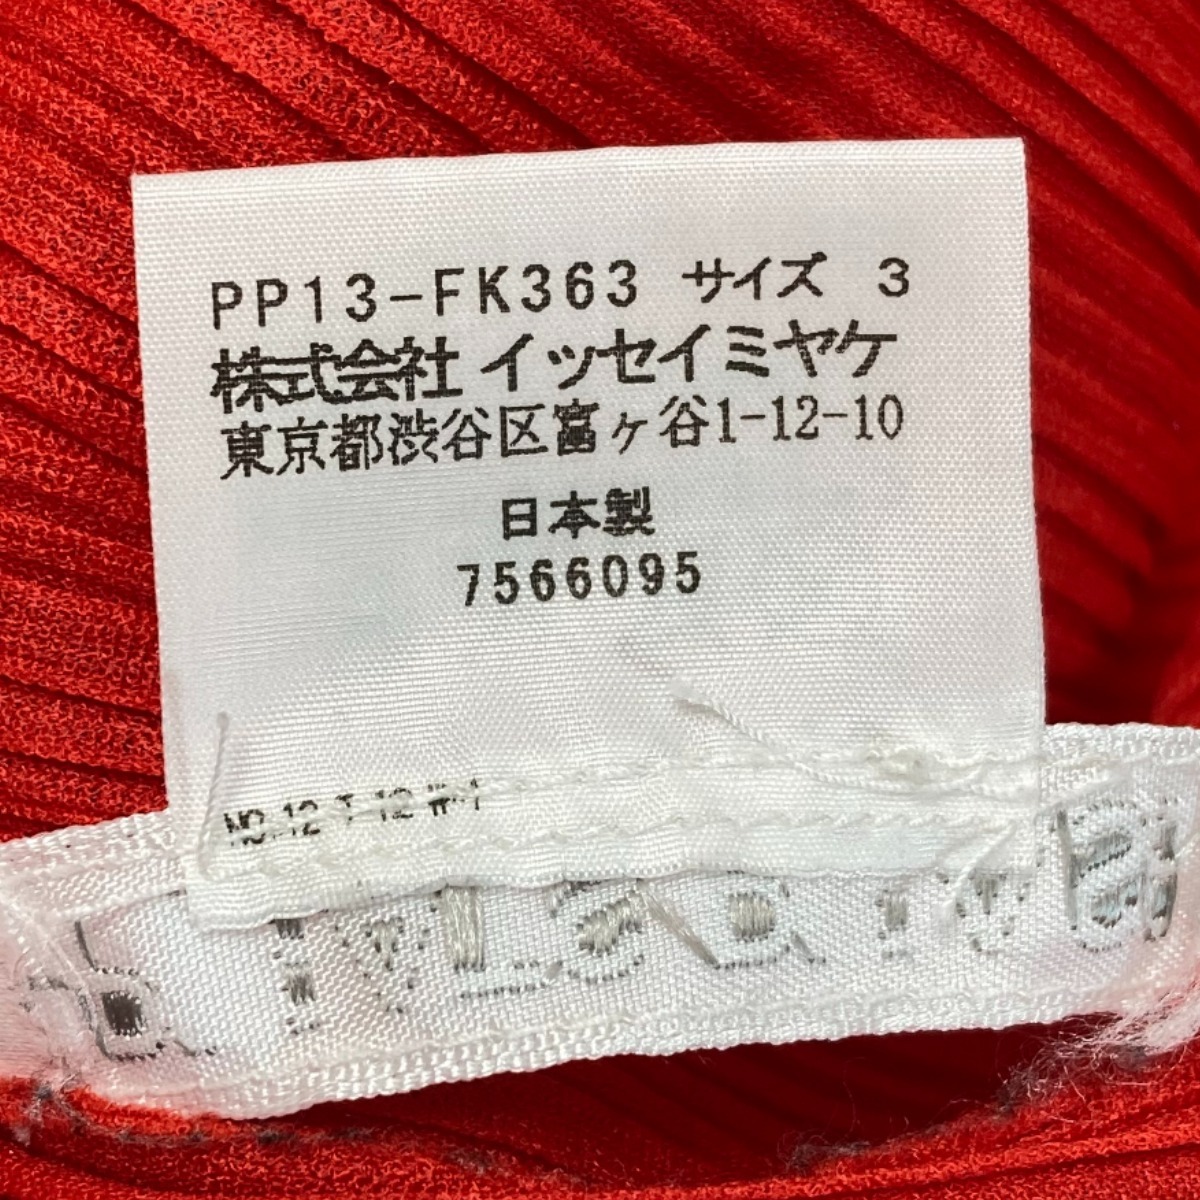 PP13-FK363 サイズ 3
株式会社 イッセイミヤケ
東京都渋谷区富ヶ谷1-12-10
日本製
7566095